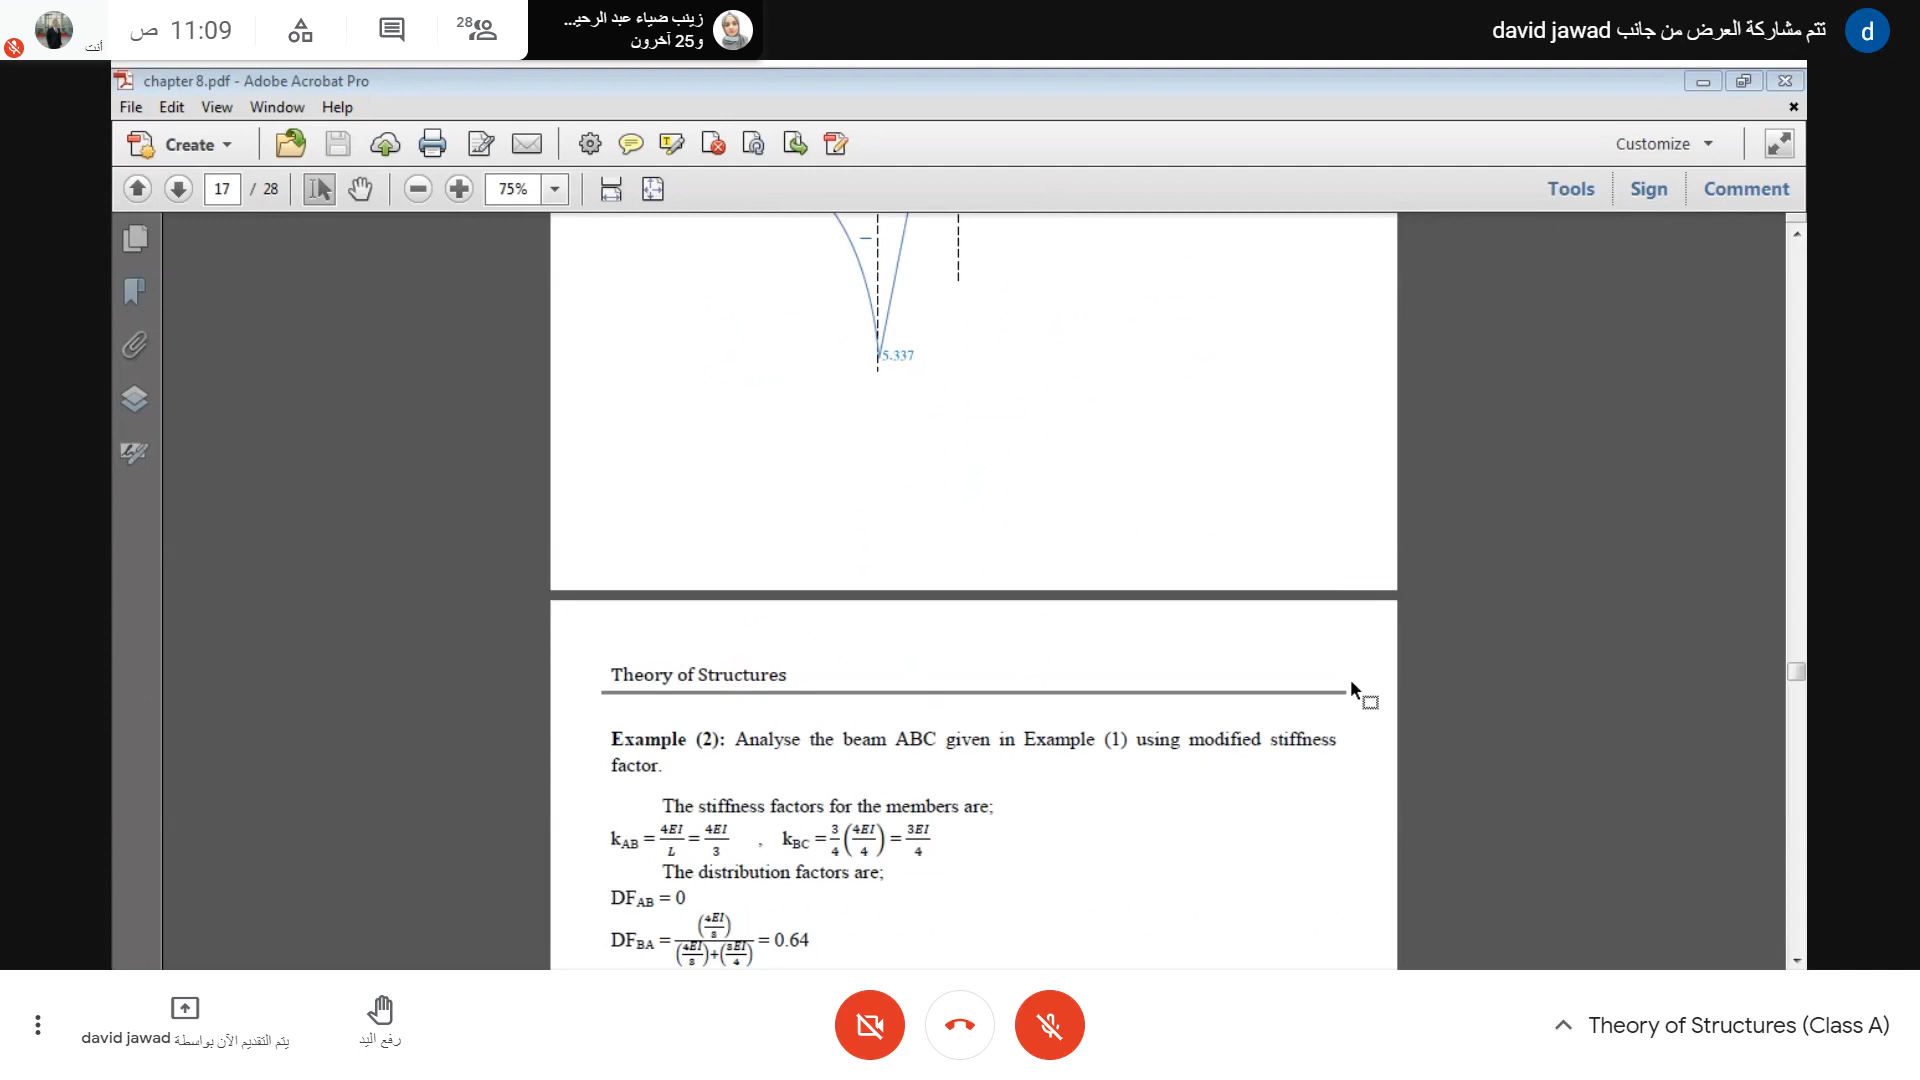 أنت
11:09 ص
28
زينب ضياء عبد الرحيـ...
و25 آخرون
تتم مشاركة العرض من جانب david jawad
d
chapter 8.pdf - Adobe Acrobat Pro
File Edit View Window Help
Create
Customize
17 / 28
75%
Tools Sign Comment
–
5.337
Theory of Structures
Example (2): Analyse the beam ABC given in Example (1) using modified stiffness
factor.
The stiffness factors for the members are;
k_AB = 4EI/L = 4EI/3 , k_BC = 3/4 (4EI/4) = 3EI/4
The distribution factors are;
DF_AB = 0
DF_BA = (4EI/3) / ((4EI/3)+(3EI/4)) = 0.64
يتم التقديم الآن بواسطة david jawad
رفع اليد
Theory of Structures (Class A)